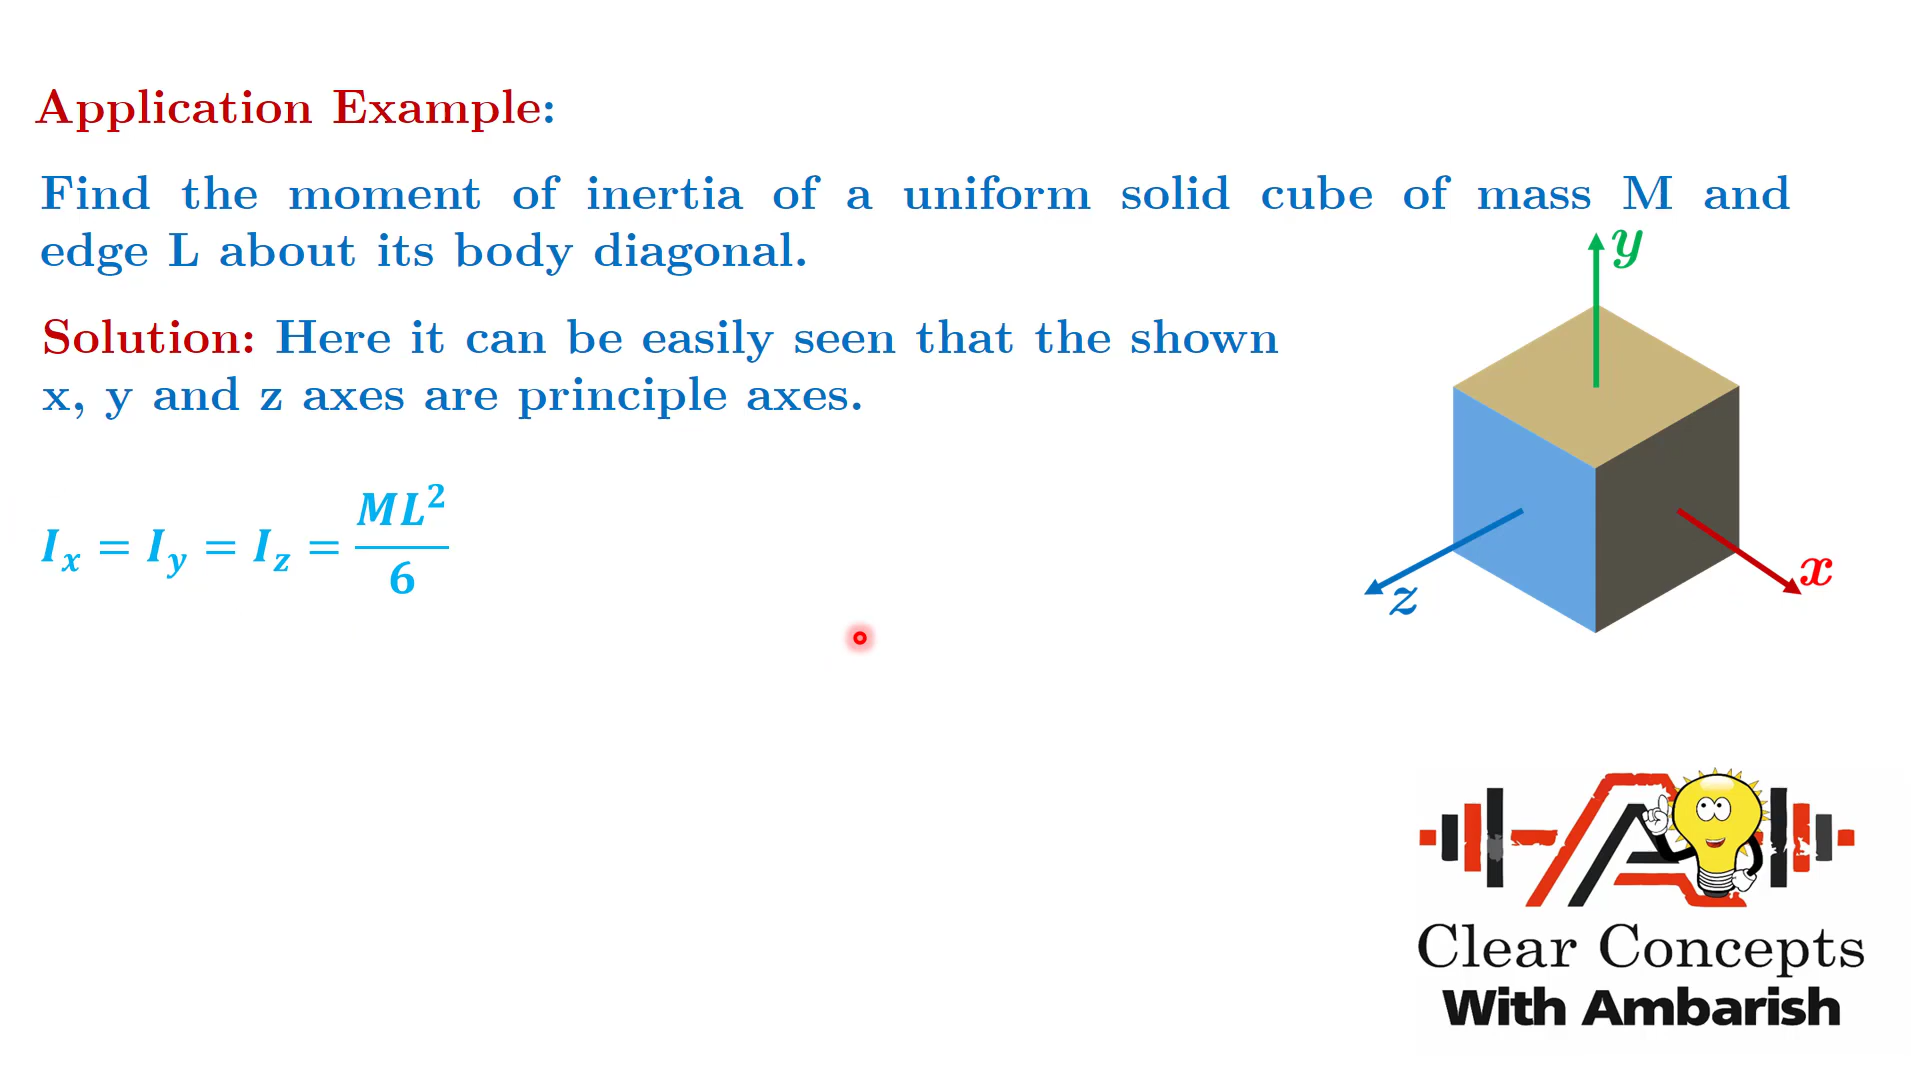 Application Example:
Find the moment of inertia of a uniform solid cube of mass M and
edge L about its body diagonal.
Solution: Here it can be easily seen that the shown
x, y and z axes are principle axes.
I_x = I_y = I_z = ML²/6
y
x
z
Clear Concepts
With Ambarish